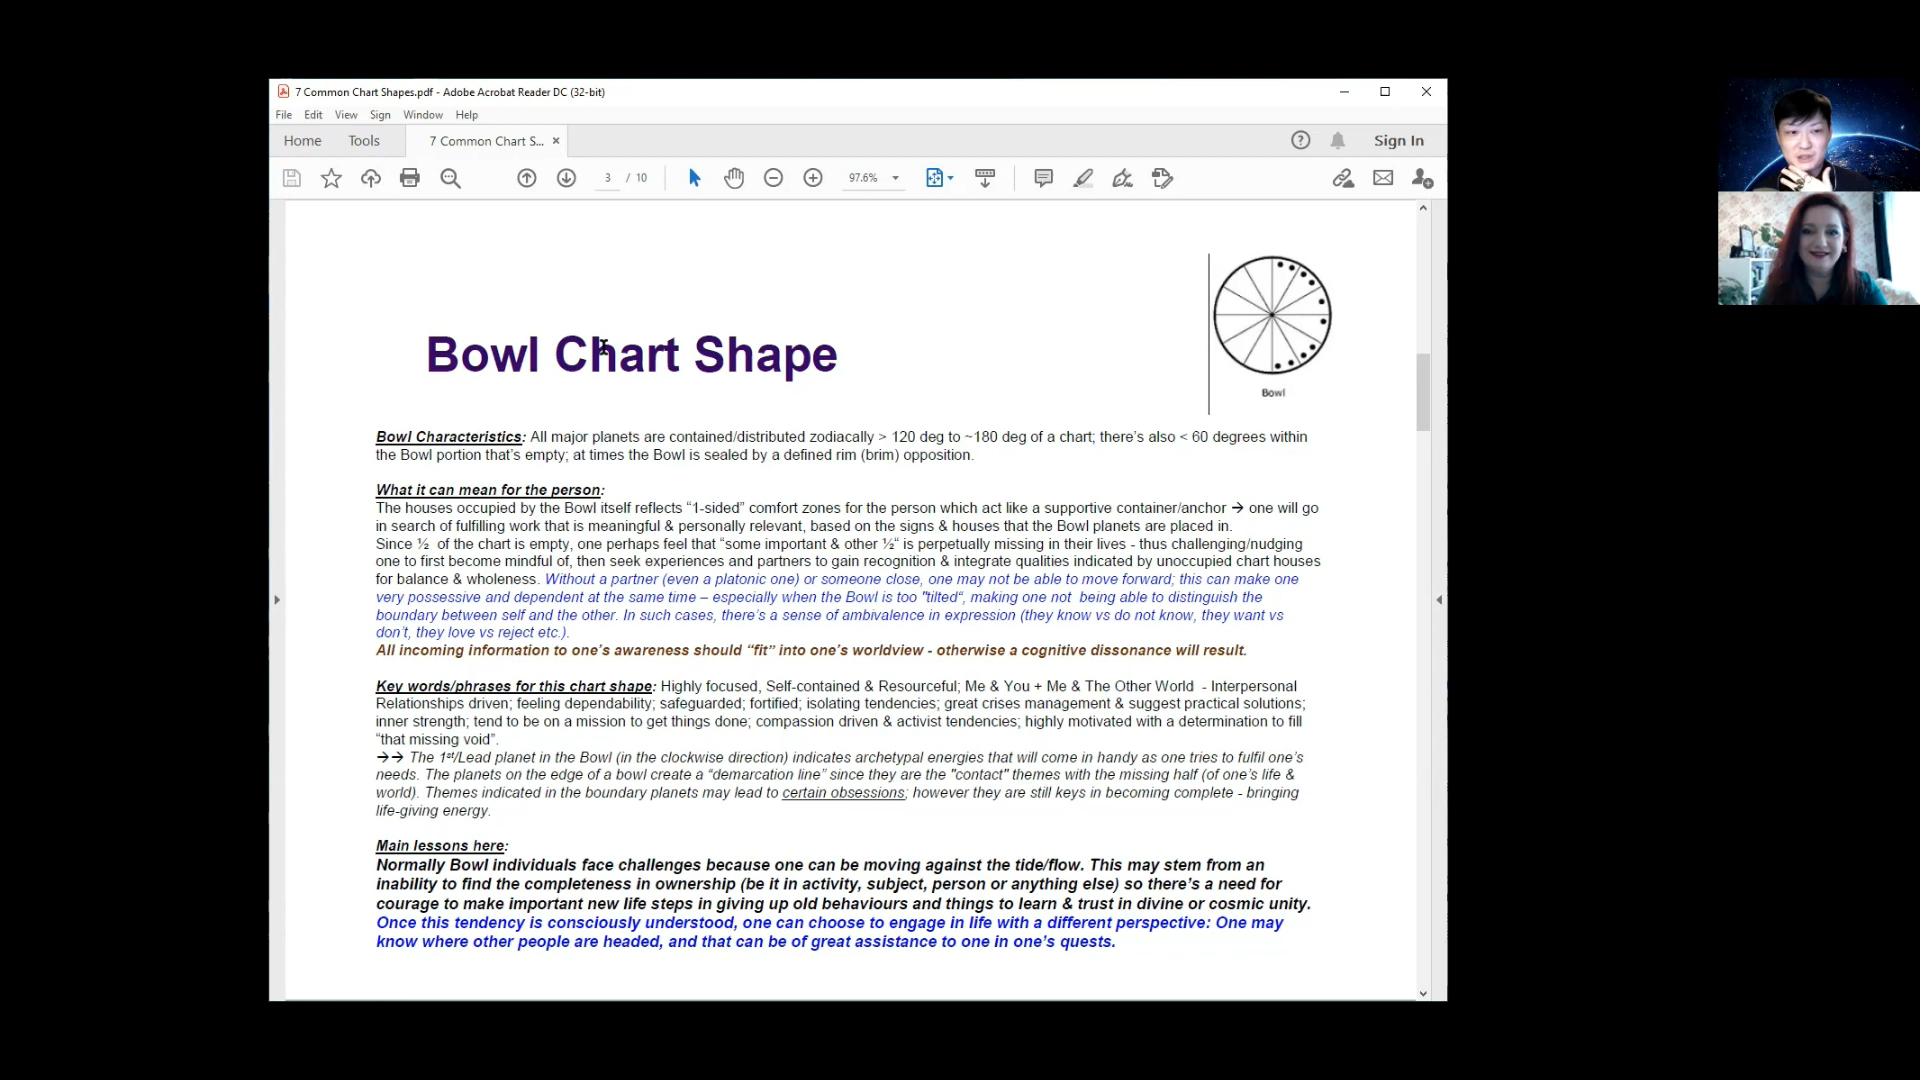 7 Common Chart Shapes.pdf - Adobe Acrobat Reader DC (32-bit)
File Edit View Sign Window Help
Home Tools 7 Common Chart S... × Sign In
3 / 10 97.6%
Bowl Chart Shape
Bowl
Bowl Characteristics: All major planets are contained/distributed zodiacally > 120 deg to ~180 deg of a chart; there’s also < 60 degrees within
the Bowl portion that’s empty; at times the Bowl is sealed by a defined rim (brim) opposition.
What it can mean for the person:
The houses occupied by the Bowl itself reflects “1-sided” comfort zones for the person which act like a supportive container/anchor → one will go
in search of fulfilling work that is meaningful & personally relevant, based on the signs & houses that the Bowl planets are placed in.
Since ½ of the chart is empty, one perhaps feel that “some important & other ½“ is perpetually missing in their lives - thus challenging/nudging
one to first become mindful of, then seek experiences and partners to gain recognition & integrate qualities indicated by unoccupied chart houses
for balance & wholeness. Without a partner (even a platonic one) or someone close, one may not be able to move forward; this can make one
very possessive and dependent at the same time – especially when the Bowl is too "tilted“, making one not being able to distinguish the
boundary between self and the other. In such cases, there’s a sense of ambivalence in expression (they know vs do not know, they want vs
don’t, they love vs reject etc.).
All incoming information to one’s awareness should “fit” into one’s worldview - otherwise a cognitive dissonance will result.
Key words/phrases for this chart shape: Highly focused, Self-contained & Resourceful; Me & You + Me & The Other World - Interpersonal
Relationships driven; feeling dependability; safeguarded; fortified; isolating tendencies; great crises management & suggest practical solutions;
inner strength; tend to be on a mission to get things done; compassion driven & activist tendencies; highly motivated with a determination to fill
“that missing void”.
→→ The 1st/Lead planet in the Bowl (in the clockwise direction) indicates archetypal energies that will come in handy as one tries to fulfil one’s
needs. The planets on the edge of a bowl create a “demarcation line” since they are the "contact" themes with the missing half (of one’s life &
world). Themes indicated in the boundary planets may lead to certain obsessions; however they are still keys in becoming complete - bringing
life-giving energy.
Main lessons here:
Normally Bowl individuals face challenges because one can be moving against the tide/flow. This may stem from an
inability to find the completeness in ownership (be it in activity, subject, person or anything else) so there’s a need for
courage to make important new life steps in giving up old behaviours and things to learn & trust in divine or cosmic unity.
Once this tendency is consciously understood, one can choose to engage in life with a different perspective: One may
know where other people are headed, and that can be of great assistance to one in one’s quests.